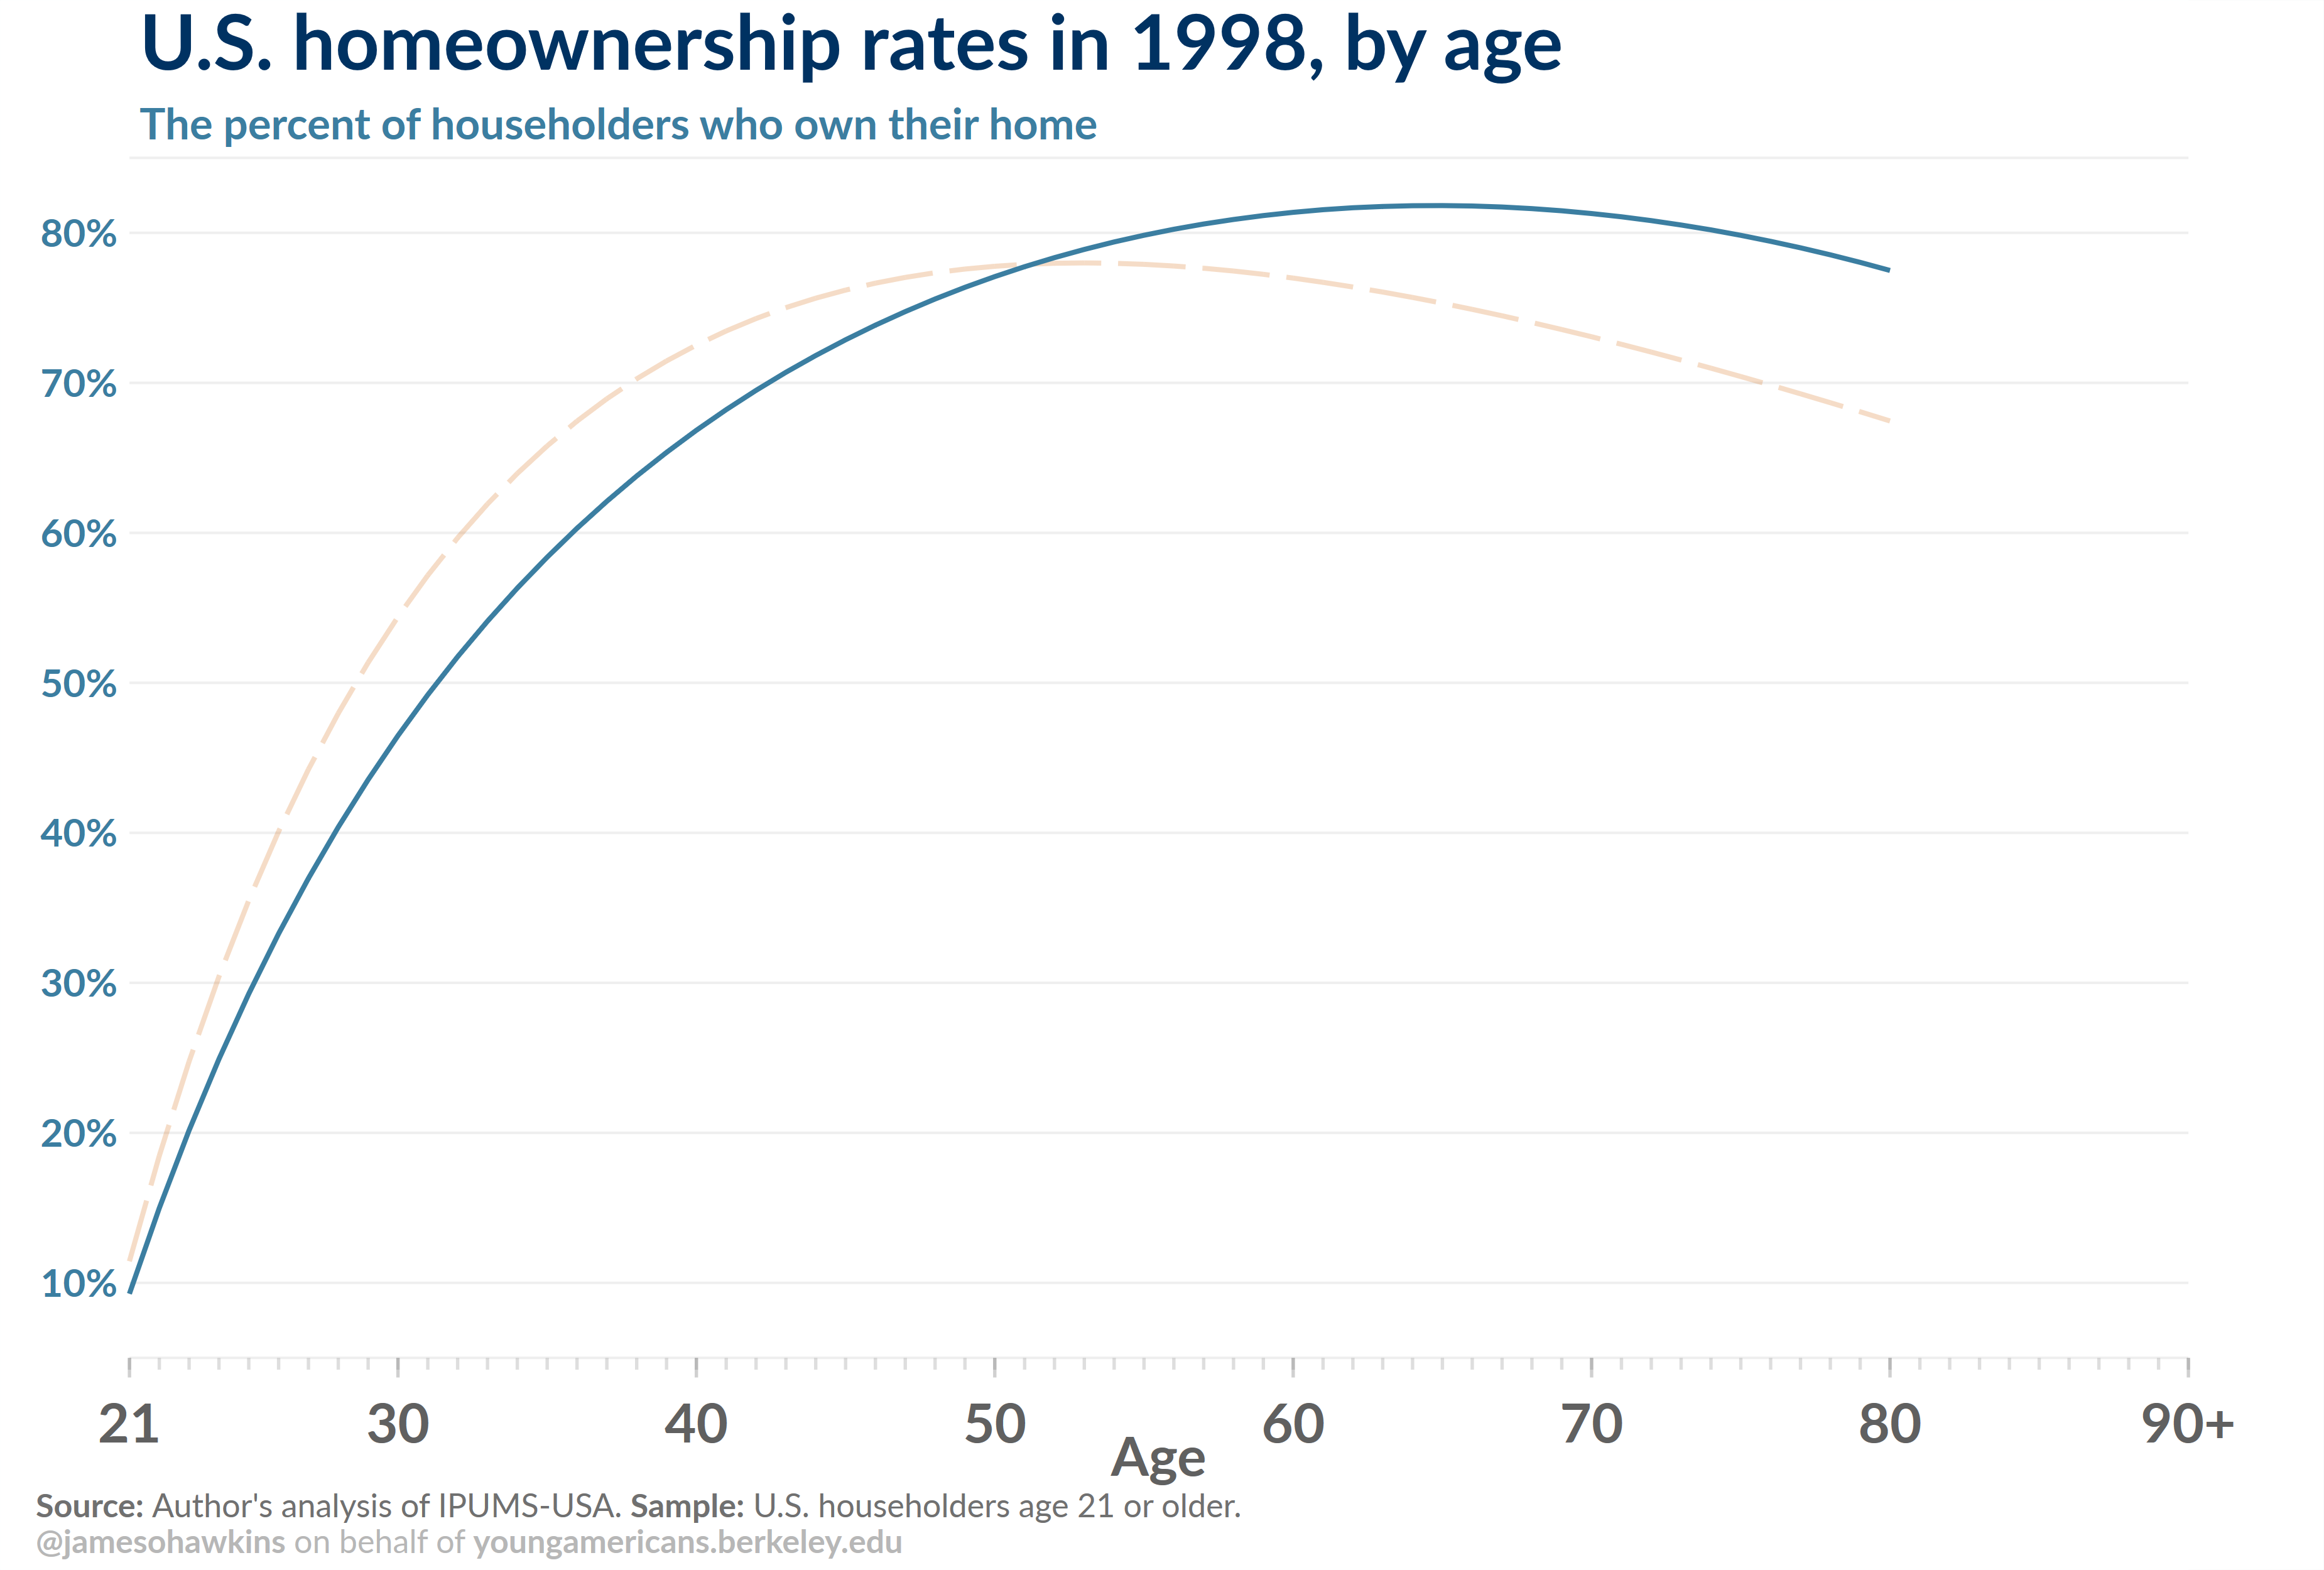 U.S. homeownership rates in 1998, by age
The percent of householders who own their home
80%
70%
60%
50%
40%
30%
20%
10%
21 30 40 50 60 70 80 90+
Age
Source: Author's analysis of IPUMS-USA. Sample: U.S. householders age 21 or older.
@jamesohawkins on behalf of youngamericans.berkeley.edu